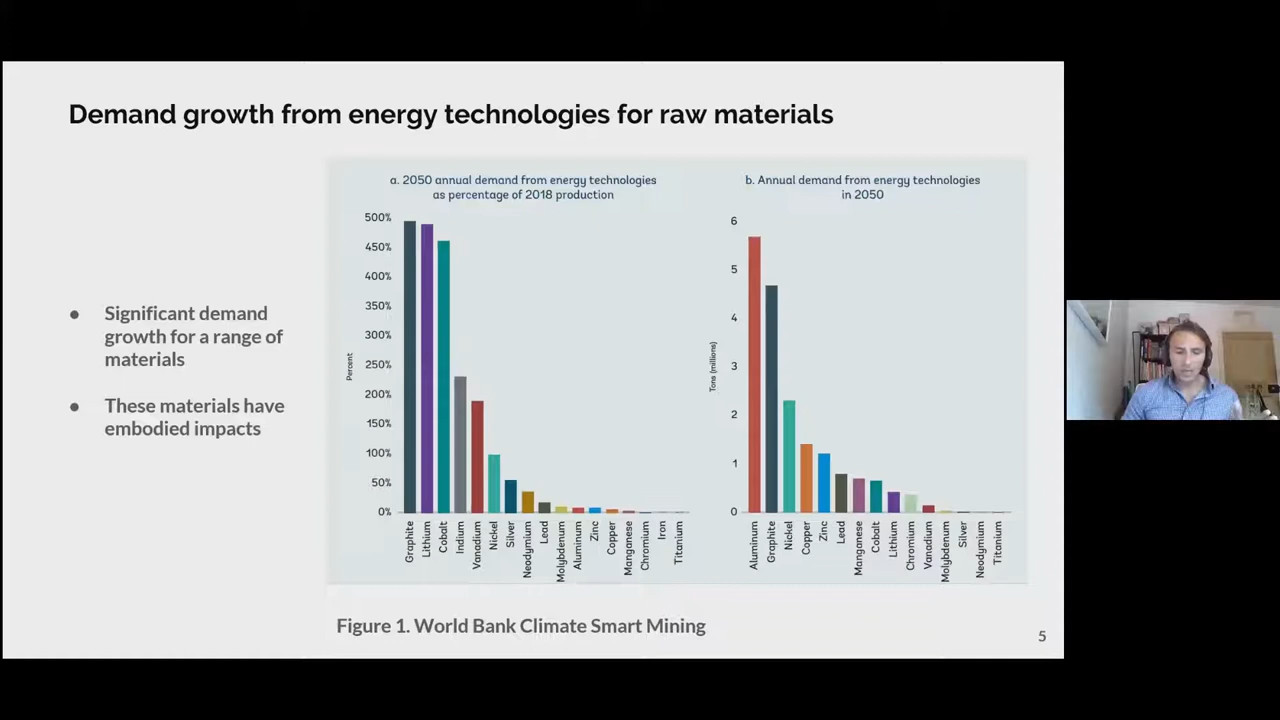 Demand growth from energy technologies for raw materials
● Significant demand
growth for a range of
materials
● These materials have
embodied impacts
a. 2050 annual demand from energy technologies
as percentage of 2018 production
Percent
500%
450%
400%
350%
300%
250%
200%
150%
100%
50%
0%
Graphite
Lithium
Cobalt
Indium
Vanadium
Nickel
Silver
Neodymium
Lead
Molybdenum
Aluminum
Zinc
Copper
Manganese
Chromium
Iron
Titanium
b. Annual demand from energy technologies
in 2050
Tons (millions)
6
5
4
3
2
1
0
Aluminum
Graphite
Nickel
Copper
Zinc
Lead
Manganese
Cobalt
Lithium
Chromium
Vanadium
Molybdenum
Silver
Neodymium
Titanium
Figure 1. World Bank Climate Smart Mining
5